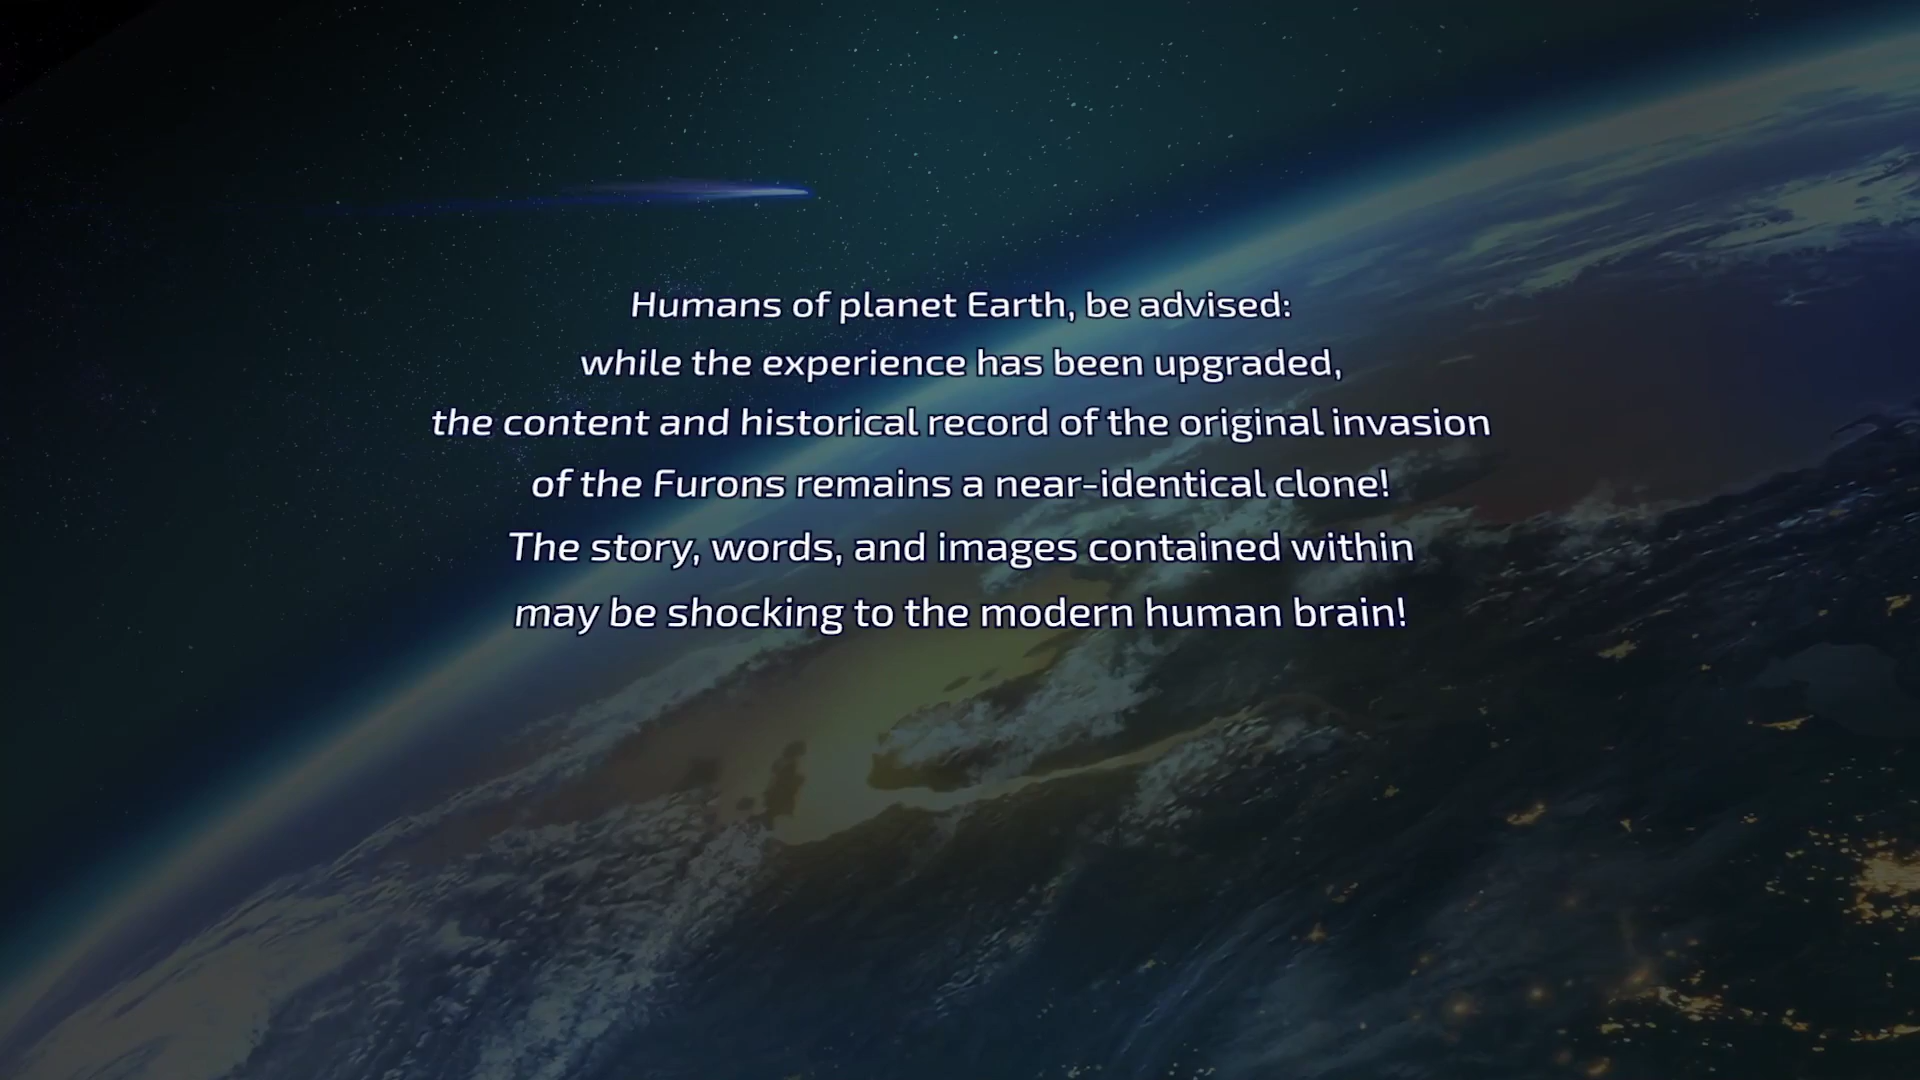 Humans of planet Earth, be advised:
while the experience has been upgraded,
the content and historical record of the original invasion
of the Furons remains a near-identical clone!
The story, words, and images contained within
may be shocking to the modern human brain!